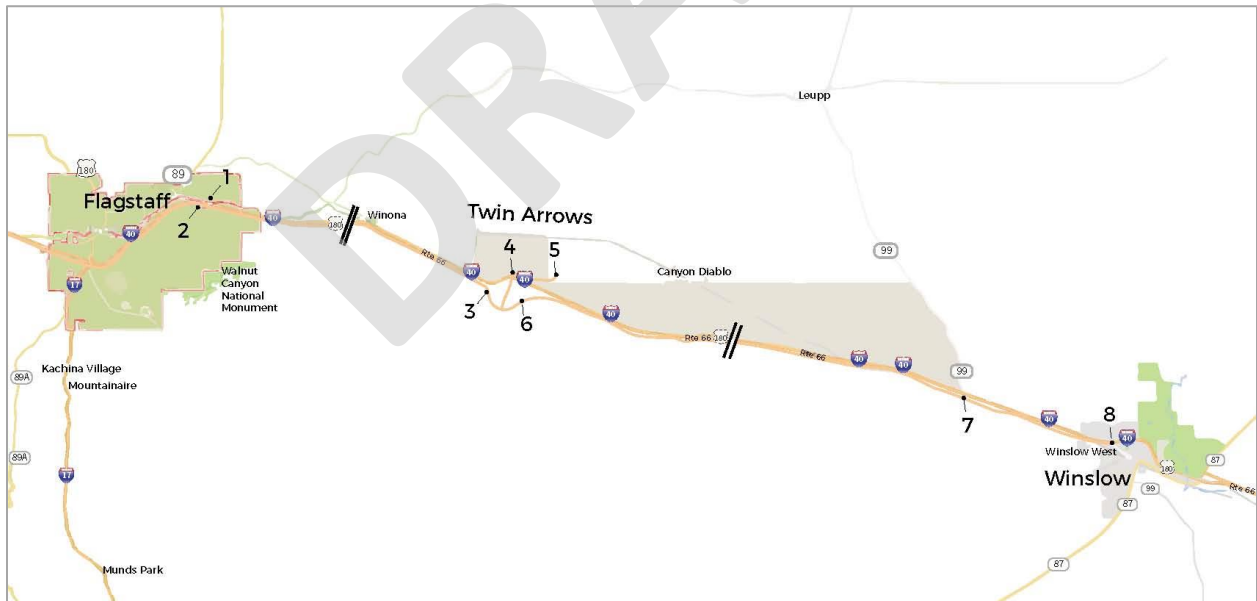 DRA
Leupp
180
89
1
Flagstaff
2
40
40
180
Winona
Twin Arrows
Rte 66
40
4
40
5
Canyon Diablo
99
17
Walnut
Canyon
National
Monument
3
6
40
Rte 66
180
Rte 66
40
40
99
89A
Kachina Village
Mountainaire
7
40
8
40
Winslow West
89A
17
Winslow
180
87
99
Rte 66
87
87
Munds Park